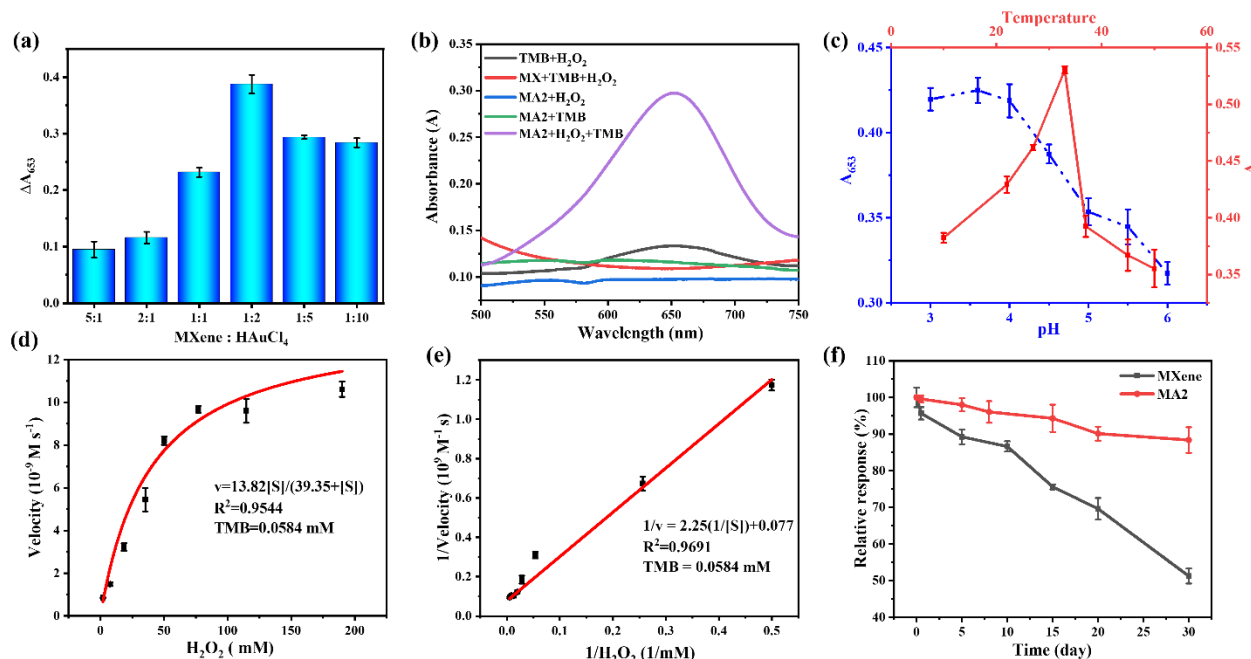 (a)
0.4
0.3
0.2
0.1
0.0
ΔA₆₅₃
5:1 2:1 1:1 1:2 1:5 1:10
MXene : HAuCl₄
(b)
0.35
0.30
0.25
0.20
0.15
0.10
Absorbance (A)
TMB+H₂O₂
MX+TMB+H₂O₂
MA2+H₂O₂
MA2+TMB
MA2+H₂O₂+TMB
500 550 600 650 700 750
Wavelength (nm)
(c)
Temperature
0 20 40 60
0.45
0.40
0.35
0.30
A₆₅₃
0.55
0.50
0.45
0.40
0.35
3 4 5 6
pH
(d)
12
10
8
6
4
2
0
Velocity (10⁻⁹ M s⁻¹)
v=13.82[S]/(39.35+[S])
R²=0.9544
TMB=0.0584 mM
0 50 100 150 200
H₂O₂ ( mM)
(e)
1.2
1.0
0.8
0.6
0.4
0.2
0.0
1/Velocity (10⁹ M⁻¹ s)
1/v = 2.25(1/[S])+0.077
R²=0.9691
TMB = 0.0584 mM
0.0 0.1 0.2 0.3 0.4 0.5
1/H₂O₂ (1/mM)
(f)
110
100
90
80
70
60
50
40
Relative response (%)
MXene
MA2
0 5 10 15 20 25 30
Time (day)